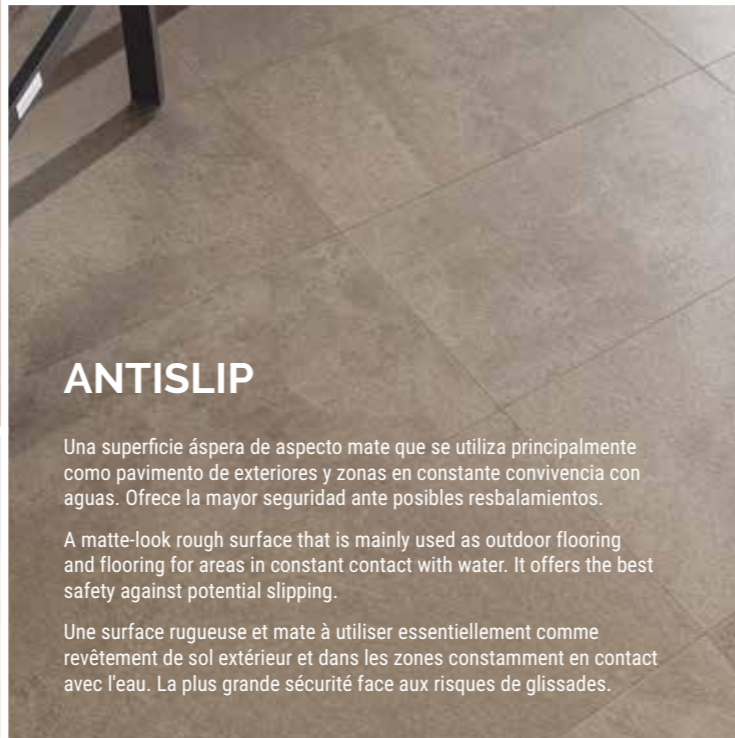 ANTISLIP
Una superficie áspera de aspecto mate que se utiliza principalmente
como pavimento de exteriores y zonas en constante convivencia con
aguas. Ofrece la mayor seguridad ante posibles resbalamientos.
A matte-look rough surface that is mainly used as outdoor flooring
and flooring for areas in constant contact with water. It offers the best
safety against potential slipping.
Une surface rugueuse et mate à utiliser essentiellement comme
revêtement de sol extérieur et dans les zones constamment en contact
avec l'eau. La plus grande sécurité face aux risques de glissades.